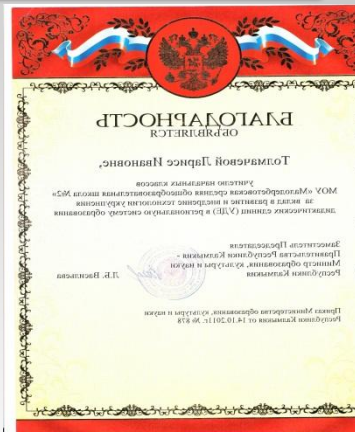 БЛАГОДАРНОСТЬ
ОБЪЯВЛЯЕТСЯ
Толмачевой Ларисе Ивановне,
учителю начальных классов
МОУ «Малодербетовская средняя общеобразовательная школа №2»
за вклад в развитие и внедрение технологии укрупнения
дидактических единиц (УДЕ) в региональную систему образования
Заместитель Председателя
Правительства Республики Калмыкия -
Министр образования, культуры и науки
Республики Калмыкия Л.Б. Васильева
Приказ Министерства образования, культуры и науки
Республики Калмыкия от 14.10.2011г. № 878